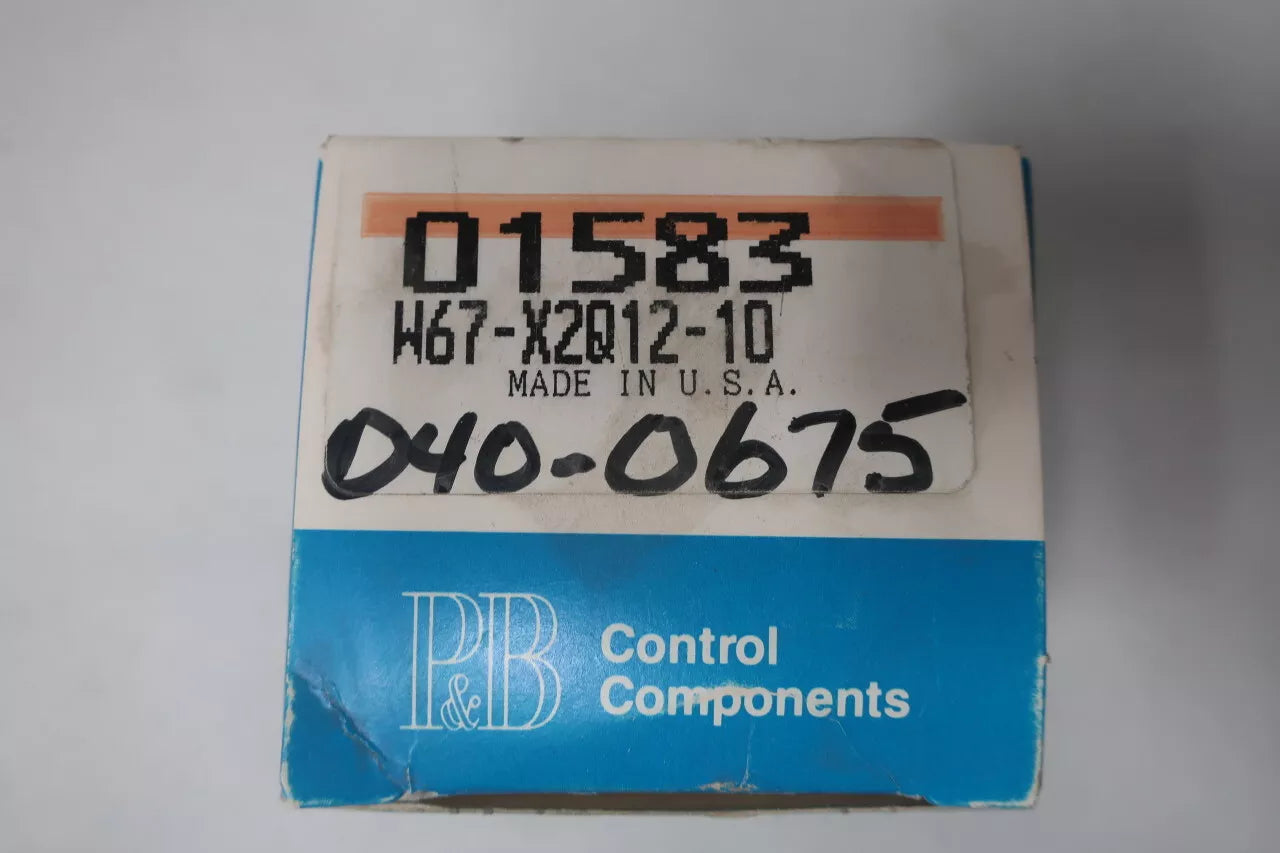 01583
W67-X2Q12-10
MADE IN U.S.A.
040-0675
P&B
Control
Components